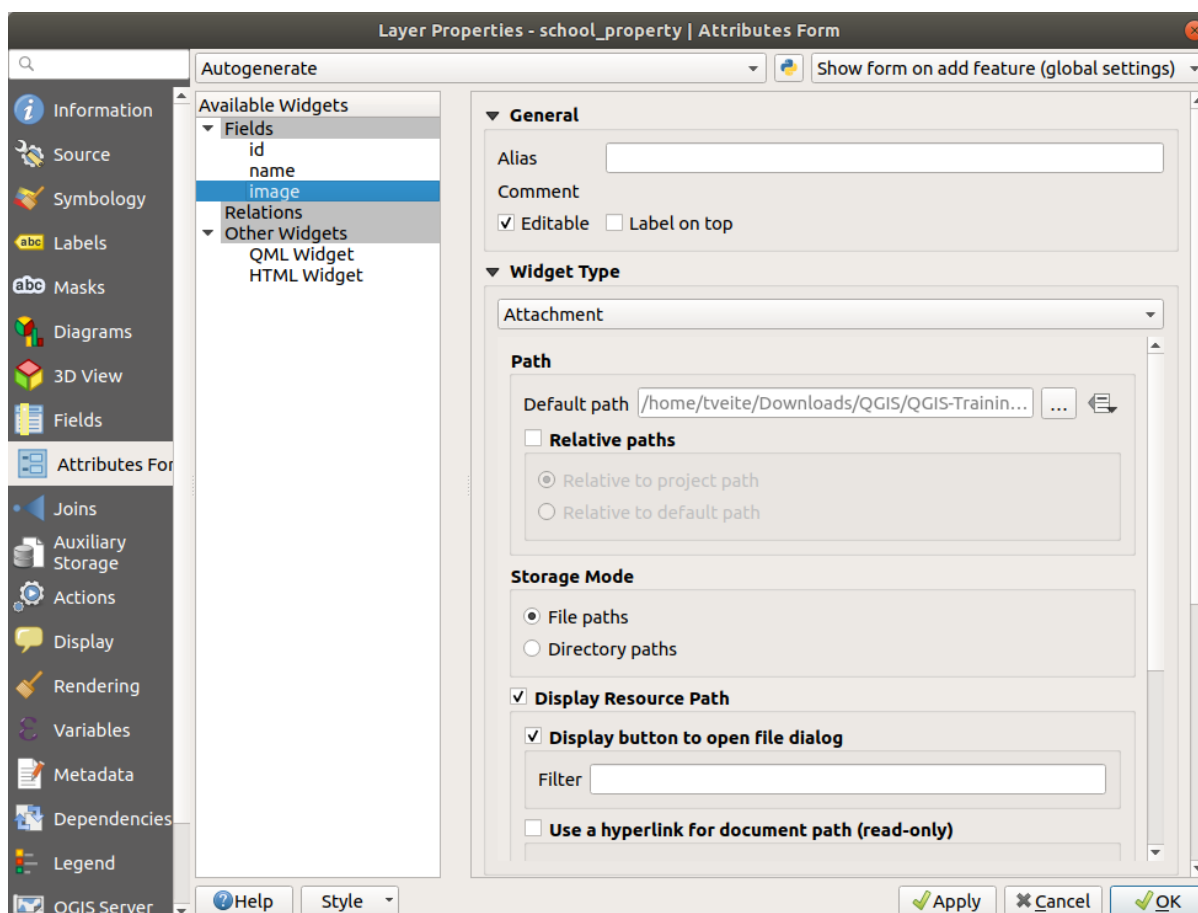 Layer Properties - school_property | Attributes Form
Autogenerate
Show form on add feature (global settings)
Information
Source
Symbology
abc Labels
abc Masks
Diagrams
3D View
Fields
Attributes For
Joins
Auxiliary
Storage
Actions
Display
Rendering
Variables
Metadata
Dependencies
Legend
QGIS Server
Available Widgets
Fields
id
name
image
Relations
Other Widgets
QML Widget
HTML Widget
General
Alias
Comment
Editable Label on top
Widget Type
Attachment
Path
Default path /home/tveite/Downloads/QGIS/QGIS-Trainin... ...
Relative paths
Relative to project path
Relative to default path
Storage Mode
File paths
Directory paths
Display Resource Path
Display button to open file dialog
Filter
Use a hyperlink for document path (read-only)
Help Style Apply Cancel OK